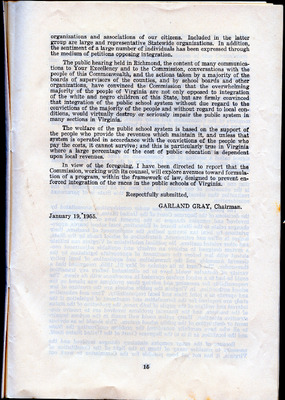 organizations and associations of our citizens. Included in the latter
group are large and representative Statewide organizations. In addition,
the sentiment of a large number of individuals has been expressed through
the medium of petitions opposing integration.
The public hearing held in Richmond, the content of many communica-
tions to Your Excellency and to the Commission, conversations with the
people of this Commonwealth, and the actions taken by a majority of the
boards of supervisors of the counties, and by school boards and other
organizations, have convinced the Commission that the overwhelming
majority of the people of Virginia are not only opposed to integration
of the white and negro children of this State, but are firmly convinced
that integration of the public school system without due regard to the
convictions of the majority of the people and without regard to local con-
ditions, would virtually destroy or seriously impair the public system in
many sections in Virginia.
The welfare of the public school system is based on the support of
the people who provide the revenues which maintain it, and unless that
system is operated in accordance with the convictions of the people who
pay the costs, it cannot survive; and this is particularly true in Virginia
where a large percentage of the cost of public education is dependent
upon local revenues.
In view of the foregoing, I have been directed to report that the
Commission, working with its counsel, will explore avenues toward formula-
tion of a program, within the framework of law, designed to prevent en-
forced integration of the races in the public schools of Virginia.
Respectfully submitted,
GARLAND GRAY, Chairman.
January 19, 1955.
15